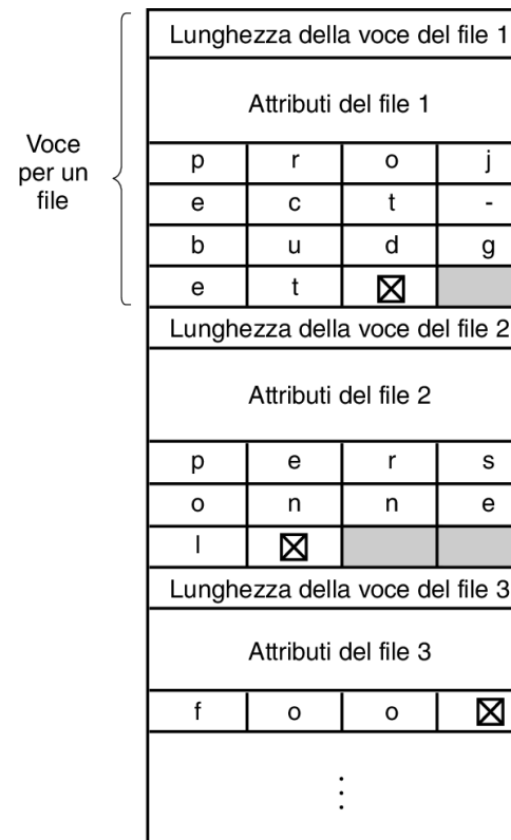 Lunghezza della voce del file 1
Attributi del file 1
Voce
per un
file
p r o j
e c t -
b u d g
e t
Lunghezza della voce del file 2
Attributi del file 2
p e r s
o n n e
l
Lunghezza della voce del file 3
Attributi del file 3
f o o
⋮